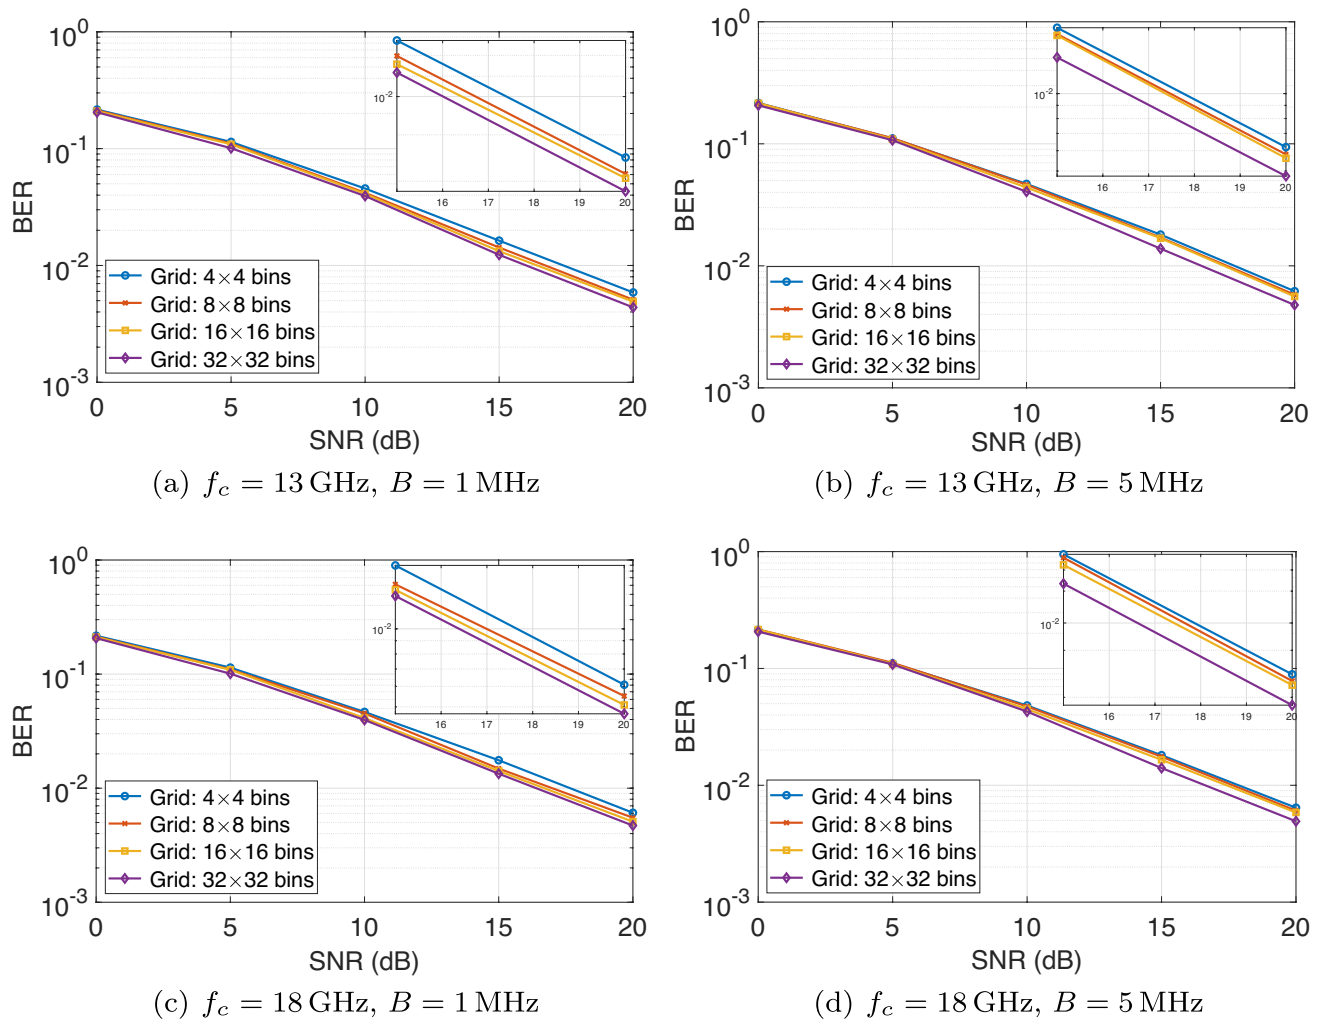 10^0
10^-1
10^-2
10^-3
BER
0 5 10 15 20
SNR (dB)
10^-2
16 17 18 19 20
Grid: 4×4 bins
Grid: 8×8 bins
Grid: 16×16 bins
Grid: 32×32 bins
(a) f_c = 13 GHz, B = 1 MHz
10^0
10^-1
10^-2
10^-3
BER
0 5 10 15 20
SNR (dB)
10^-2
16 17 18 19 20
Grid: 4×4 bins
Grid: 8×8 bins
Grid: 16×16 bins
Grid: 32×32 bins
(b) f_c = 13 GHz, B = 5 MHz
10^0
10^-1
10^-2
10^-3
BER
0 5 10 15 20
SNR (dB)
10^-2
16 17 18 19 20
Grid: 4×4 bins
Grid: 8×8 bins
Grid: 16×16 bins
Grid: 32×32 bins
(c) f_c = 18 GHz, B = 1 MHz
10^0
10^-1
10^-2
10^-3
BER
0 5 10 15 20
SNR (dB)
10^-2
16 17 18 19 20
Grid: 4×4 bins
Grid: 8×8 bins
Grid: 16×16 bins
Grid: 32×32 bins
(d) f_c = 18 GHz, B = 5 MHz